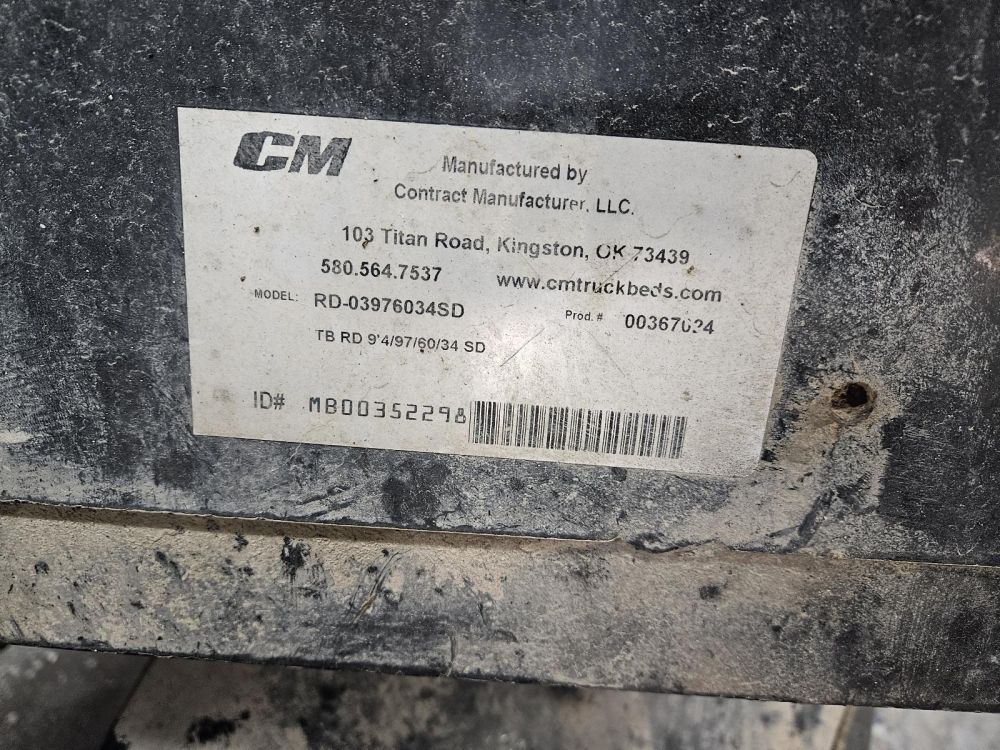 CM
Manufactured by
Contract Manufacturer, LLC.
103 Titan Road, Kingston, OK 73439
580.564.7537 www.cmtruckbeds.com
MODEL: RD-03976034SD Prod. # 00367024
TB RD 9'4/97/60/34 SD
ID# MB00352298